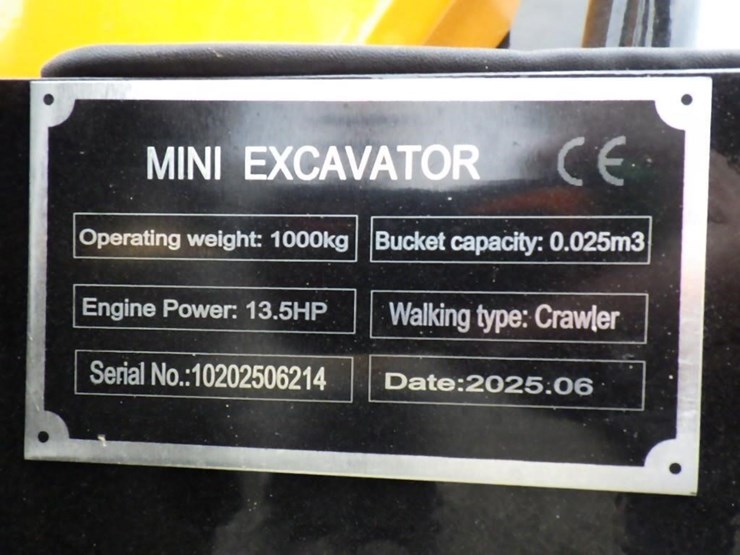 MINI EXCAVATOR CE
Operating weight: 1000kg
Bucket capacity: 0.025m3
Engine Power: 13.5HP
Walking type: Crawler
Serial No.:10202506214
Date:2025.06